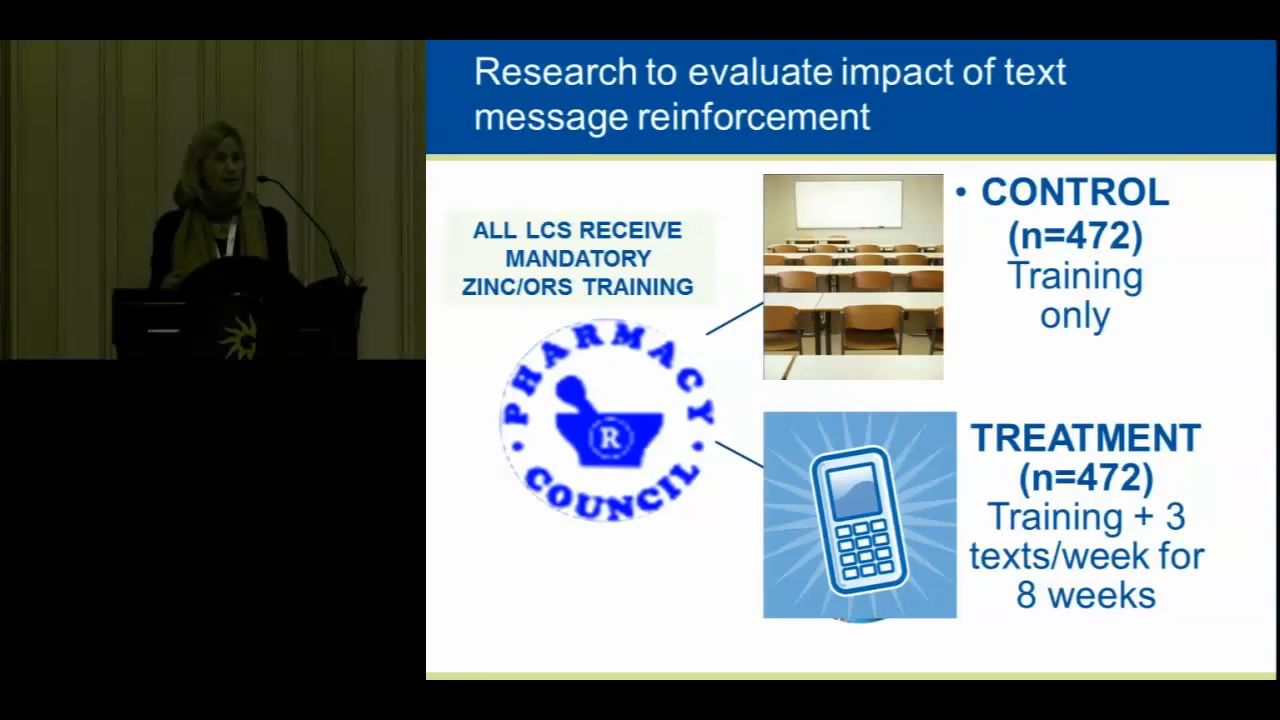 Research to evaluate impact of text
message reinforcement
ALL LCS RECEIVE
MANDATORY
ZINC/ORS TRAINING
PHARMACY
COUNCIL
R
• CONTROL
(n=472)
Training
only
TREATMENT
(n=472)
Training + 3
texts/week for
8 weeks